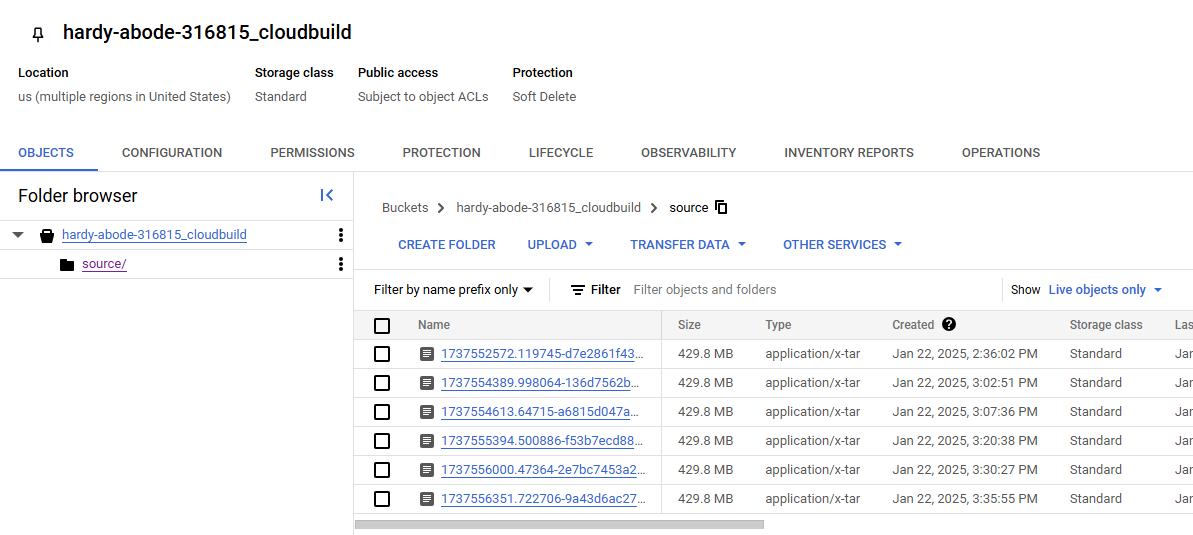 hardy-abode-316815_cloudbuild
Location Storage class Public access Protection
us (multiple regions in United States) Standard Subject to object ACLs Soft Delete
OBJECTS CONFIGURATION PERMISSIONS PROTECTION LIFECYCLE OBSERVABILITY INVENTORY REPORTS OPERATIONS
Folder browser
hardy-abode-316815_cloudbuild
source/
Buckets hardy-abode-316815_cloudbuild source
CREATE FOLDER UPLOAD TRANSFER DATA OTHER SERVICES
Filter by name prefix only Filter Filter objects and folders Show Live objects only
Name Size Type Created Storage class Las
1737552572.119745-d7e2861f43... 429.8 MB application/x-tar Jan 22, 2025, 2:36:02 PM Standard Jar
1737554389.998064-136d7562b... 429.8 MB application/x-tar Jan 22, 2025, 3:02:51 PM Standard Jar
1737554613.64715-a6815d047a... 429.8 MB application/x-tar Jan 22, 2025, 3:07:36 PM Standard Jar
1737555394.500886-f53b7ecd88... 429.8 MB application/x-tar Jan 22, 2025, 3:20:38 PM Standard Jar
1737556000.47364-2e7bc7453a2... 429.8 MB application/x-tar Jan 22, 2025, 3:30:27 PM Standard Jar
1737556351.722706-9a43d6ac27... 429.8 MB application/x-tar Jan 22, 2025, 3:35:55 PM Standard Jar